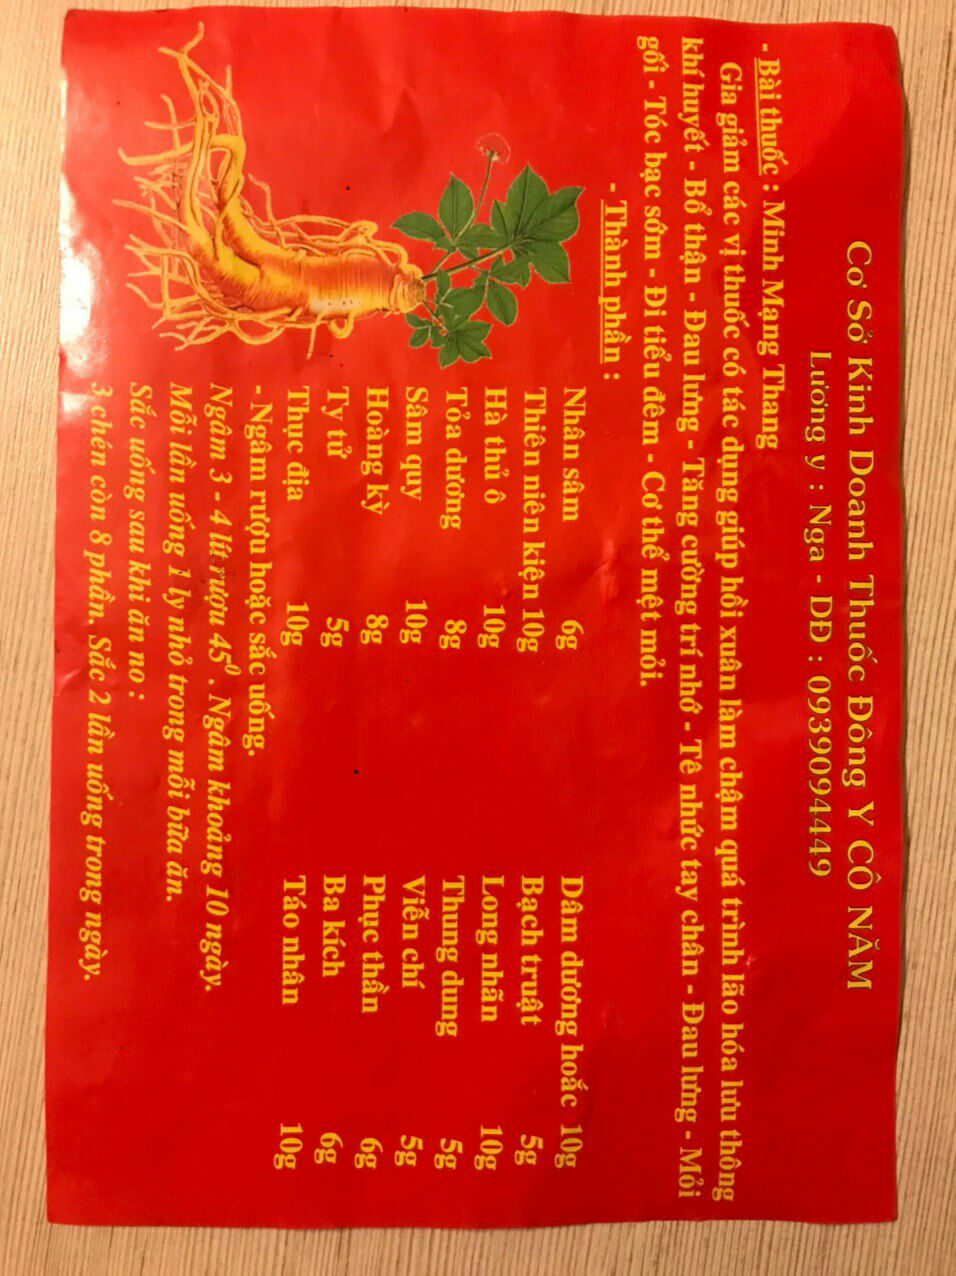 Cơ Sở Kinh Doanh Thuốc Đông Y CÔ NĂM
Lương y : Nga - DĐ : 0939094449
- Bài thuốc : Minh Mạng Thang
Gia giảm các vị thuốc có tác dụng giúp hồi xuân làm chậm quá trình lão hóa lưu thông
khí huyết - Bổ thận - Đau lưng - Tăng cường trí nhớ - Tê nhức tay chân - Đau lưng - Mỏi
gối - Tóc bạc sớm - Đi tiểu đêm - Cơ thể mệt mỏi.
- Thành phần :
Nhân sâm 6g Dâm dương hoắc 10g
Thiên niên kiện 10g Bạch truật 5g
Hà thủ ô 10g Long nhãn 10g
Tỏa dương 8g Thung dung 5g
Sâm quy 10g Viễn chí 5g
Hoàng kỳ 8g Phục thần 6g
Ty tử 5g Ba kích 6g
Thục địa 10g Táo nhân 10g
- Ngâm rượu hoặc sắc uống.
Ngâm 3 - 4 lít rượu 45⁰ . Ngâm khoảng 10 ngày.
Mỗi lần uống 1 ly nhỏ trong mỗi bữa ăn.
Sắc uống sau khi ăn no :
3 chén còn 8 phần. Sắc 2 lần uống trong ngày.